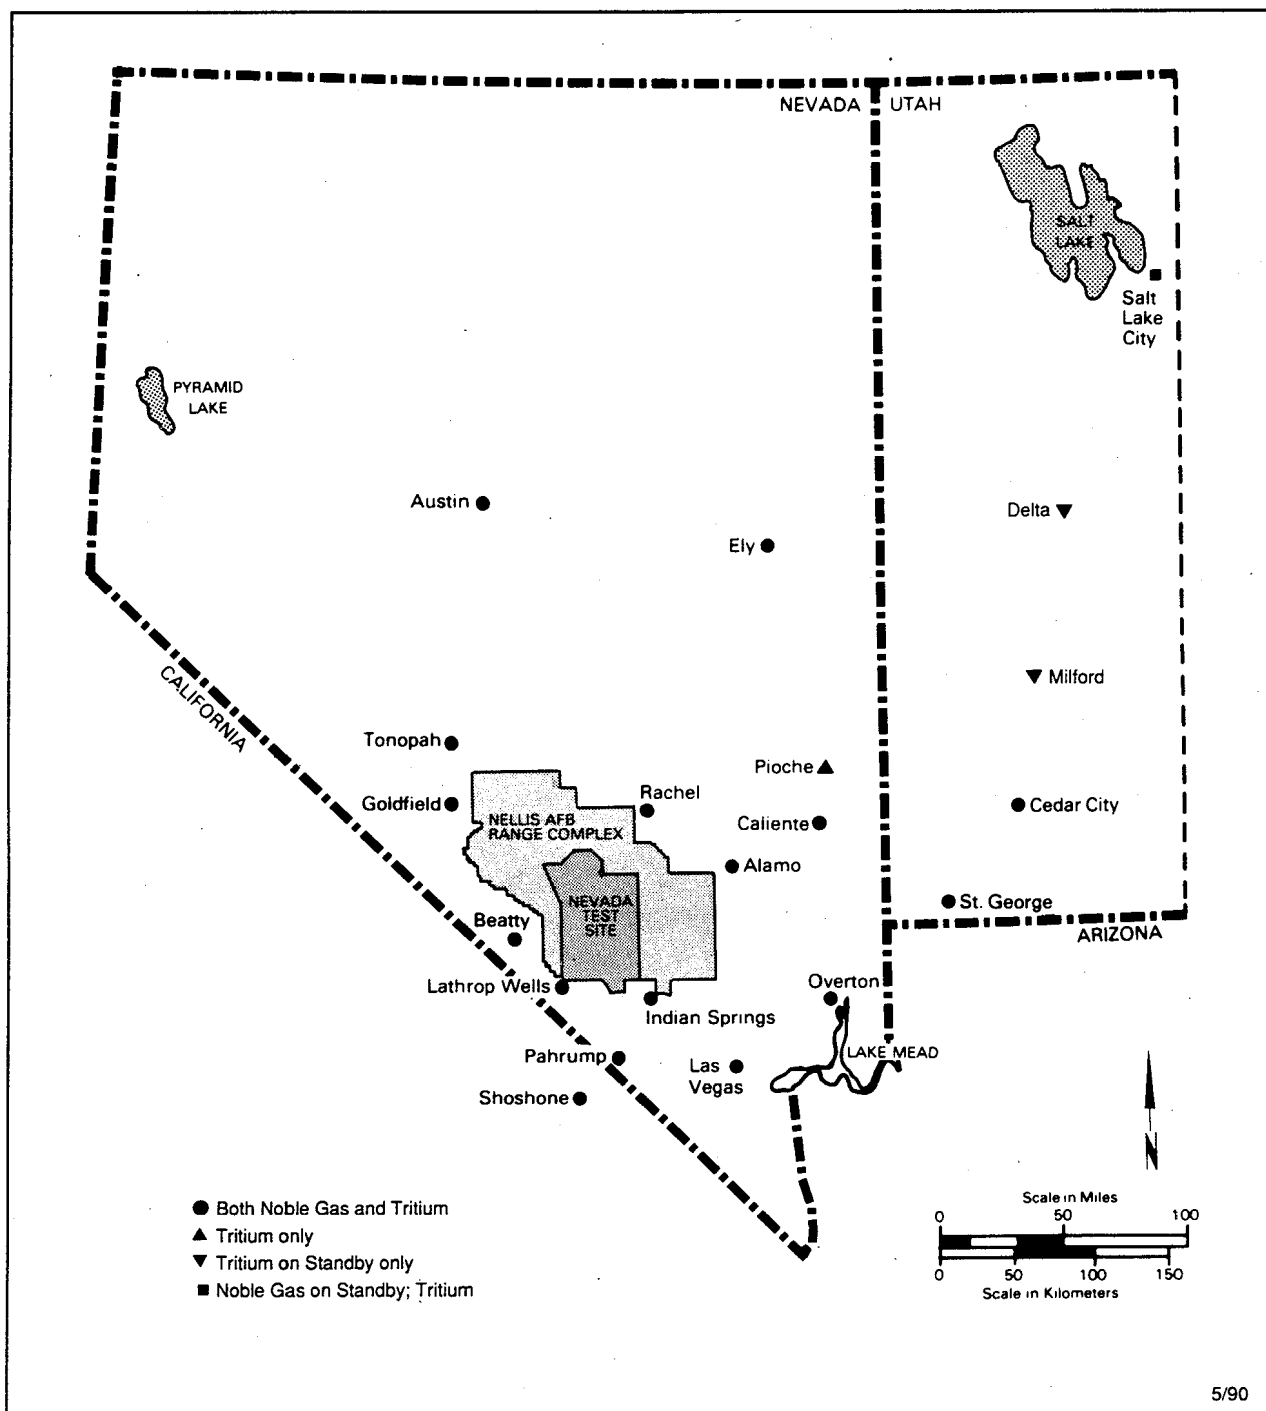 NEVADA
UTAH
SALT
LAKE
Salt
Lake
City
PYRAMID
LAKE
Austin
Delta
Ely
CALIFORNIA
Milford
Tonopah
Pioche
Rachel
Goldfield
Cedar City
NELLIS AFB
RANGE COMPLEX
Caliente
Alamo
NEVADA
TEST
SITE
St. George
Beatty
ARIZONA
Lathrop Wells
Overton
Indian Springs
LAKE MEAD
Pahrump
Las
Vegas
Shoshone
N
Both Noble Gas and Tritium
Tritium only
Tritium on Standby only
Noble Gas on Standby; Tritium
Scale in Miles
0 50 100
0 50 100 150
Scale in Kilometers
5/90